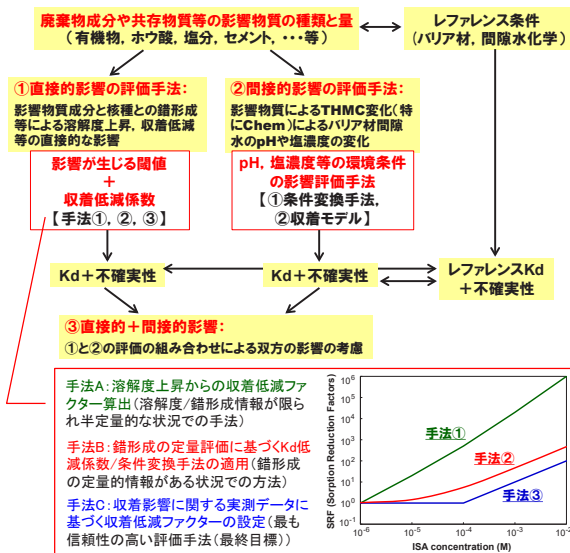 廃棄物成分や共存物質等の影響物質の種類と量
(有機物, ホウ酸, 塩分, セメント, ・・・等)
レファレンス条件
(バリア材, 間隙水化学)
①直接的影響の評価手法:
影響物質成分と核種との錯形成
等による溶解度上昇, 収着低減
等の直接的な影響
②間接的影響の評価手法:
影響物質によるTHMC変化(特
にChem)によるバリア材間隙
水のpHや塩濃度の変化
影響が生じる閾値
+
収着低減係数
【手法①, ②, ③】
pH, 塩濃度等の環境条件
の影響評価手法
【①条件変換手法,
②収着モデル】
Kd+不確実性
Kd+不確実性
レファレンスKd
+不確実性
③直接的+間接的影響:
①と②の評価の組み合わせによる双方の影響の考慮
手法A:溶解度上昇からの収着低減ファ
クター算出(溶解度/錯形成情報が限ら
れ半定量的な状況での手法)
手法B:錯形成の定量評価に基づくKd低
減係数/条件変換手法の適用(錯形成
の定量的情報がある状況での方法)
手法C:収着影響に関する実測データに
基づく収着低減ファクターの設定(最も
信頼性の高い評価手法(最終目標))
SRF (Sorption Reduction Factors)
10^6
10^5
10^4
10^3
10^2
10^1
10^0
10^-1
手法①
手法②
手法③
10^-6 10^-5 10^-4 10^-3 10^-2
ISA concentration (M)